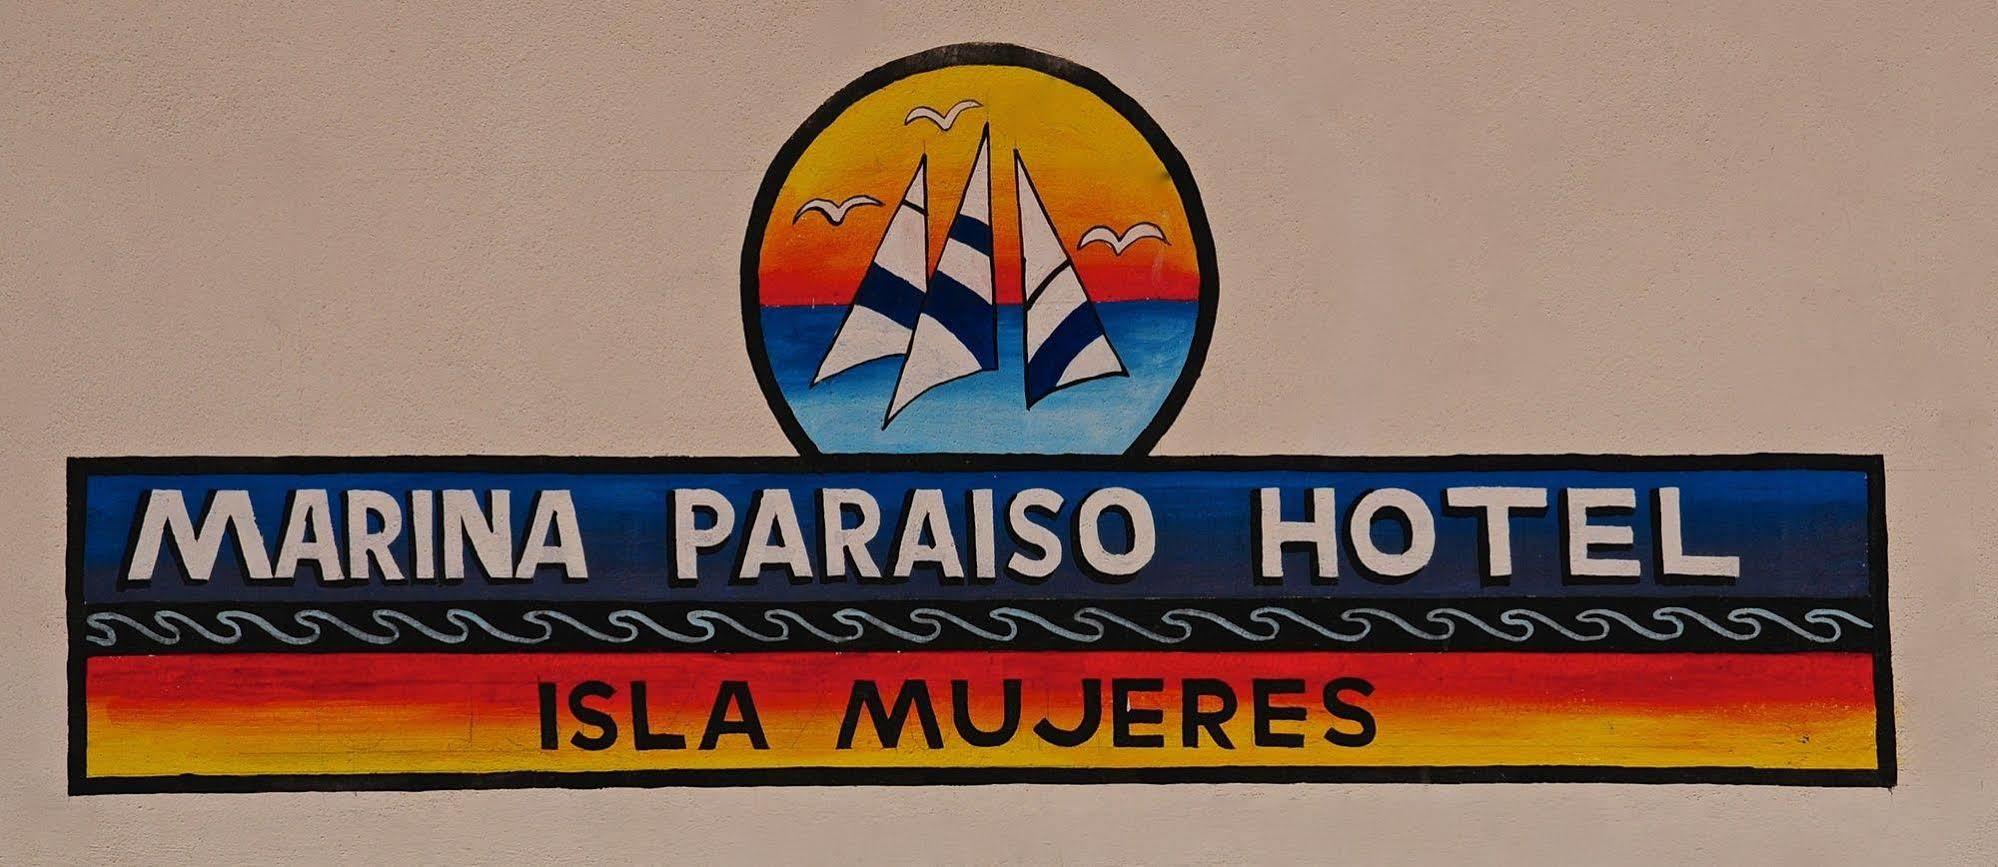 MARINA PARAISO HOTEL
ISLA MUJERES